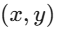 (x, y)